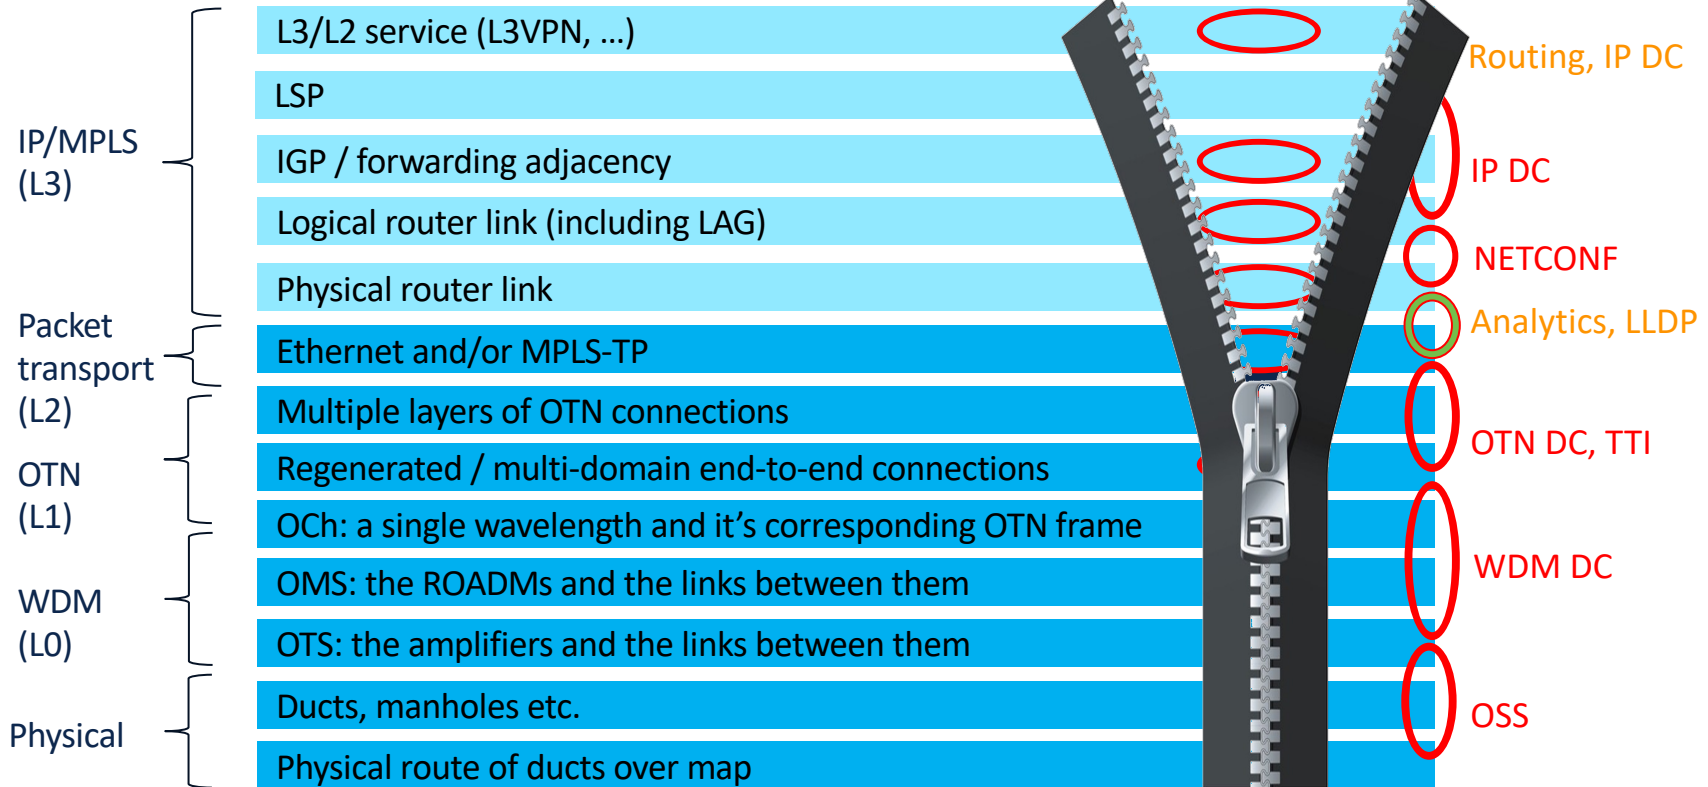 L3/L2 service (L3VPN, ...)
LSP
IGP / forwarding adjacency
Logical router link (including LAG)
Physical router link
Ethernet and/or MPLS-TP
Multiple layers of OTN connections
Regenerated / multi-domain end-to-end connections
OCh: a single wavelength and it's corresponding OTN frame
OMS: the ROADMs and the links between them
OTS: the amplifiers and the links between them
Ducts, manholes etc.
Physical route of ducts over map
IP/MPLS
(L3)
Packet
transport
(L2)
OTN
(L1)
WDM
(L0)
Physical
Routing, IP DC
IP DC
NETCONF
Analytics, LLDP
OTN DC, TTI
WDM DC
OSS